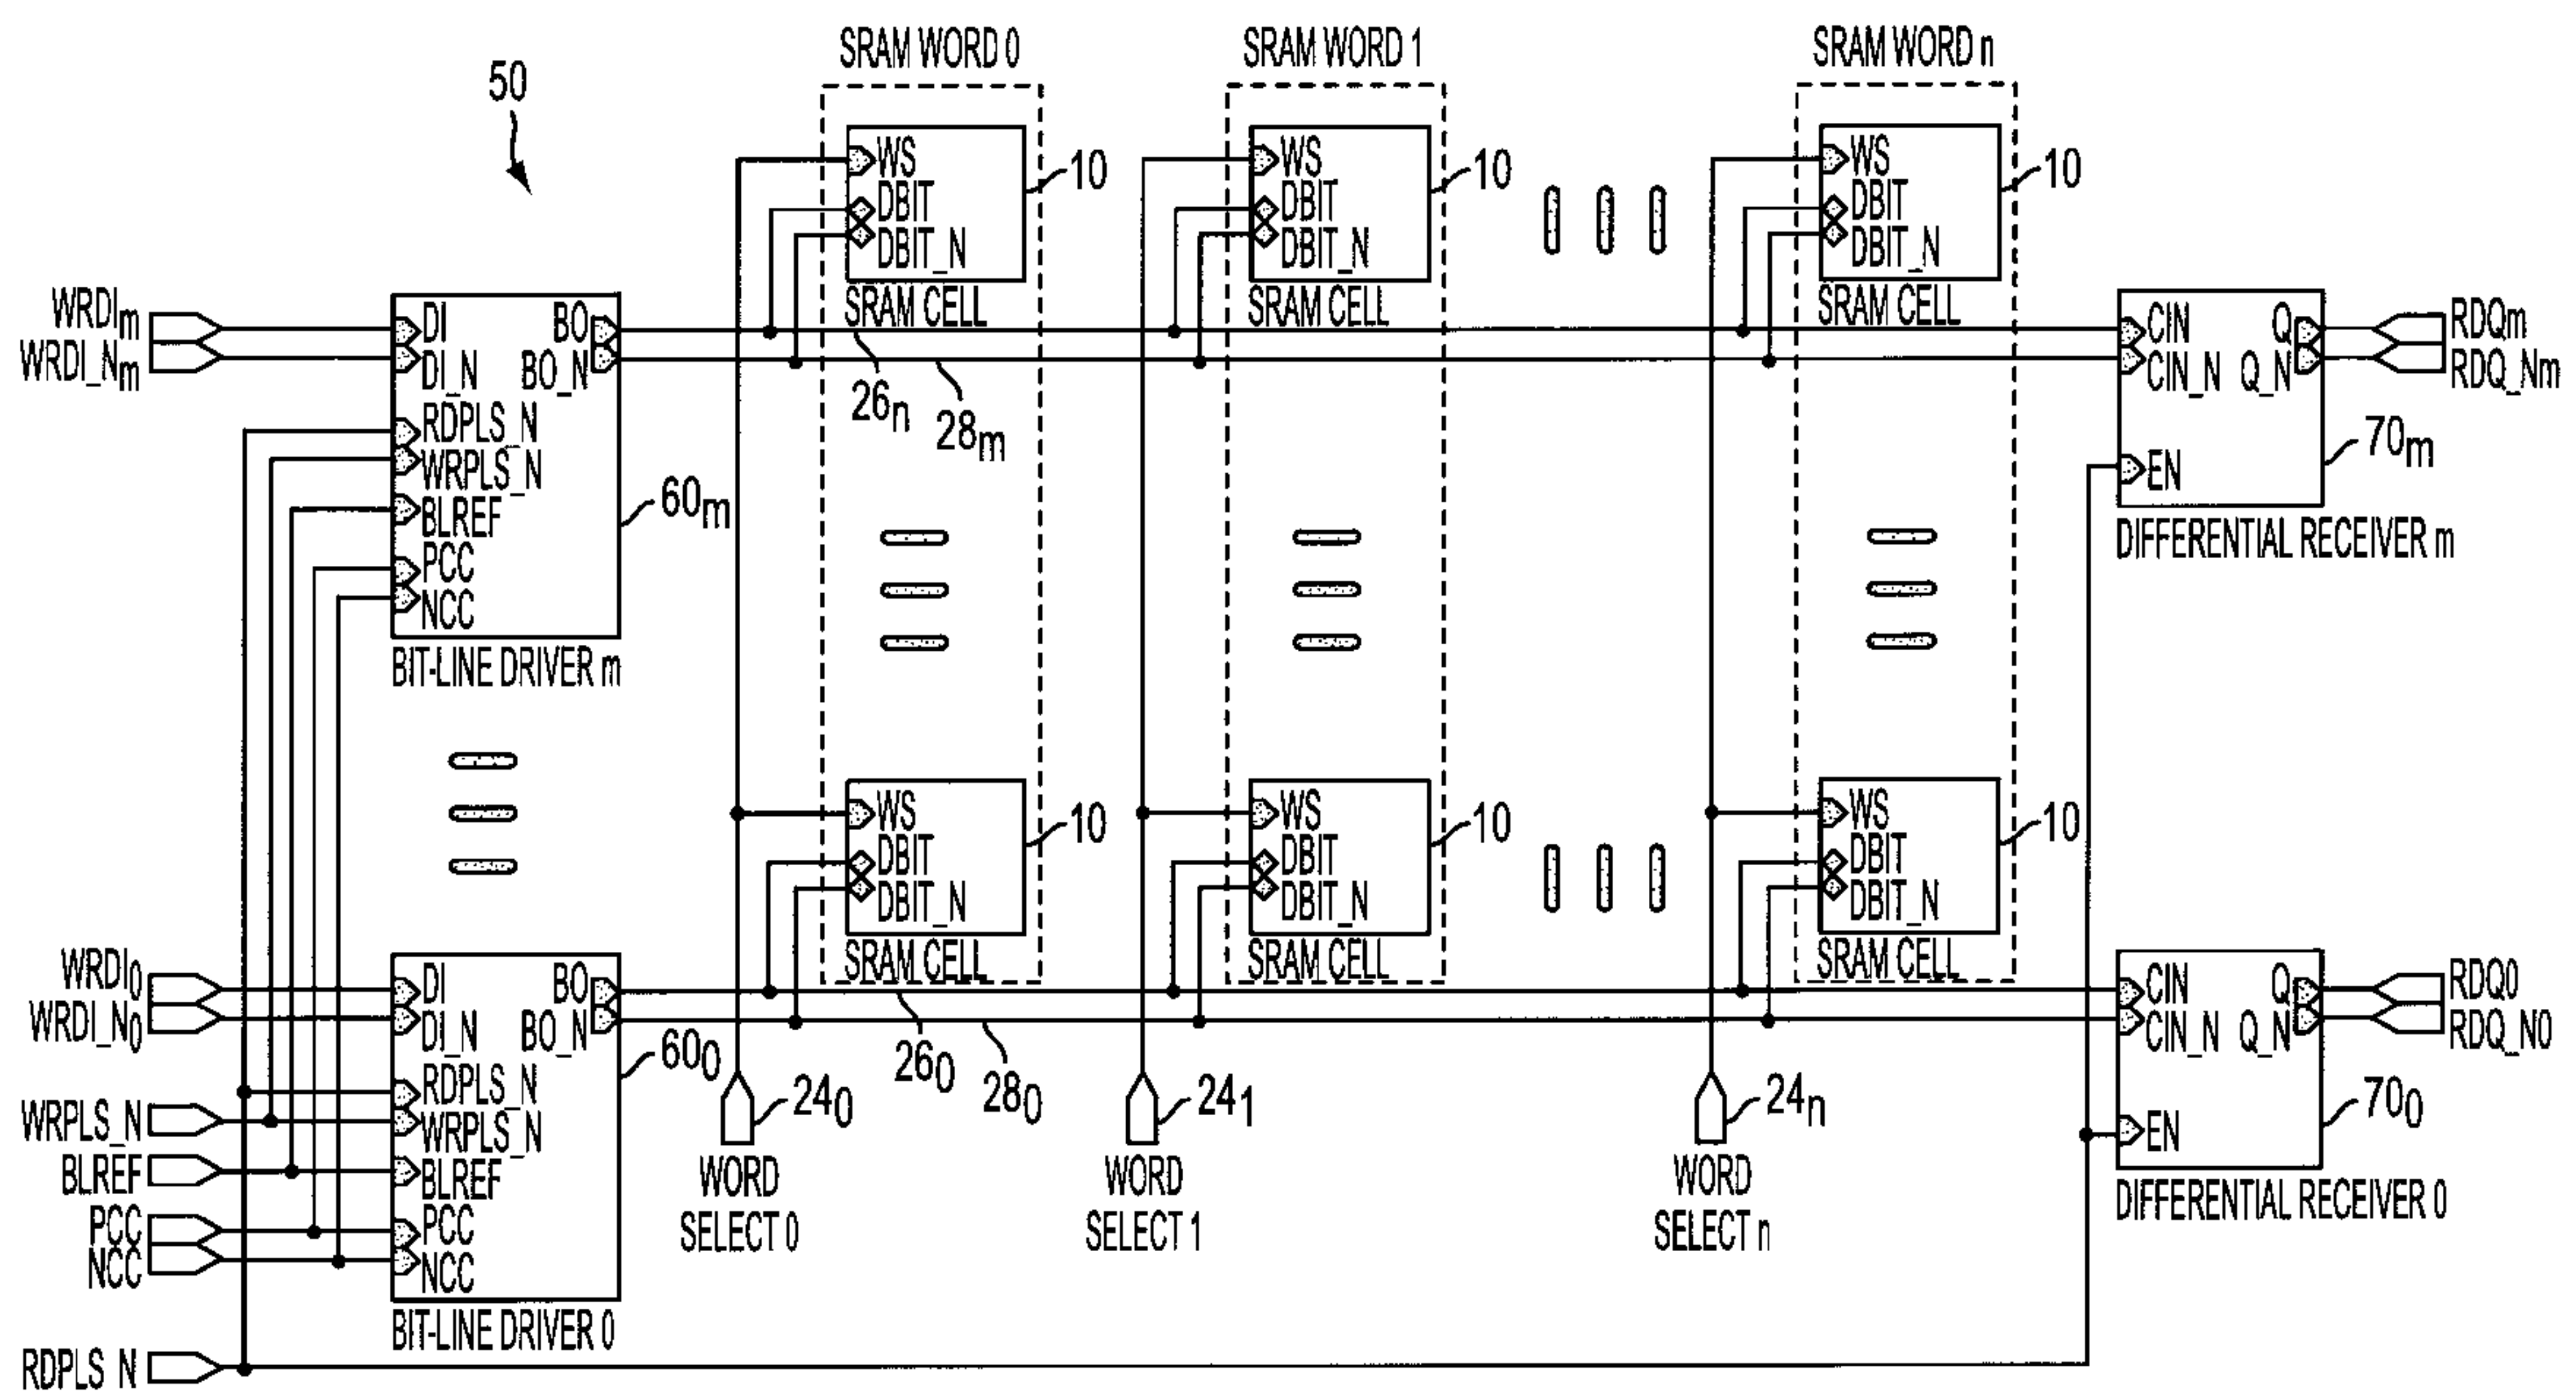 SRAM WORD 0
SRAM WORD 1
SRAM WORD n
50
WS
DBIT
DBIT_N
SRAM CELL
10
WS
DBIT
DBIT_N
SRAM CELL
10
WS
DBIT
DBIT_N
SRAM CELL
10
WRDIm
WRDI_Nm
DI
DI_N
RDPLS_N
WRPLS_N
BLREF
PCC
NCC
BO
BO_N
60m
BIT-LINE DRIVER m
26n
28m
CIN
CIN_N
EN
Q
Q_N
RDQm
RDQ_Nm
70m
DIFFERENTIAL RECEIVER m
WS
DBIT
DBIT_N
SRAM CELL
10
WS
DBIT
DBIT_N
SRAM CELL
10
WS
DBIT
DBIT_N
SRAM CELL
10
WRDI0
WRDI_N0
WRPLS_N
BLREF
PCC
NCC
RDPLS_N
DI
DI_N
RDPLS_N
WRPLS_N
BLREF
PCC
NCC
BO
BO_N
600
BIT-LINE DRIVER 0
260
280
240
WORD
SELECT 0
241
WORD
SELECT 1
24n
WORD
SELECT n
CIN
CIN_N
EN
Q
Q_N
RDQ0
RDQ_N0
700
DIFFERENTIAL RECEIVER 0